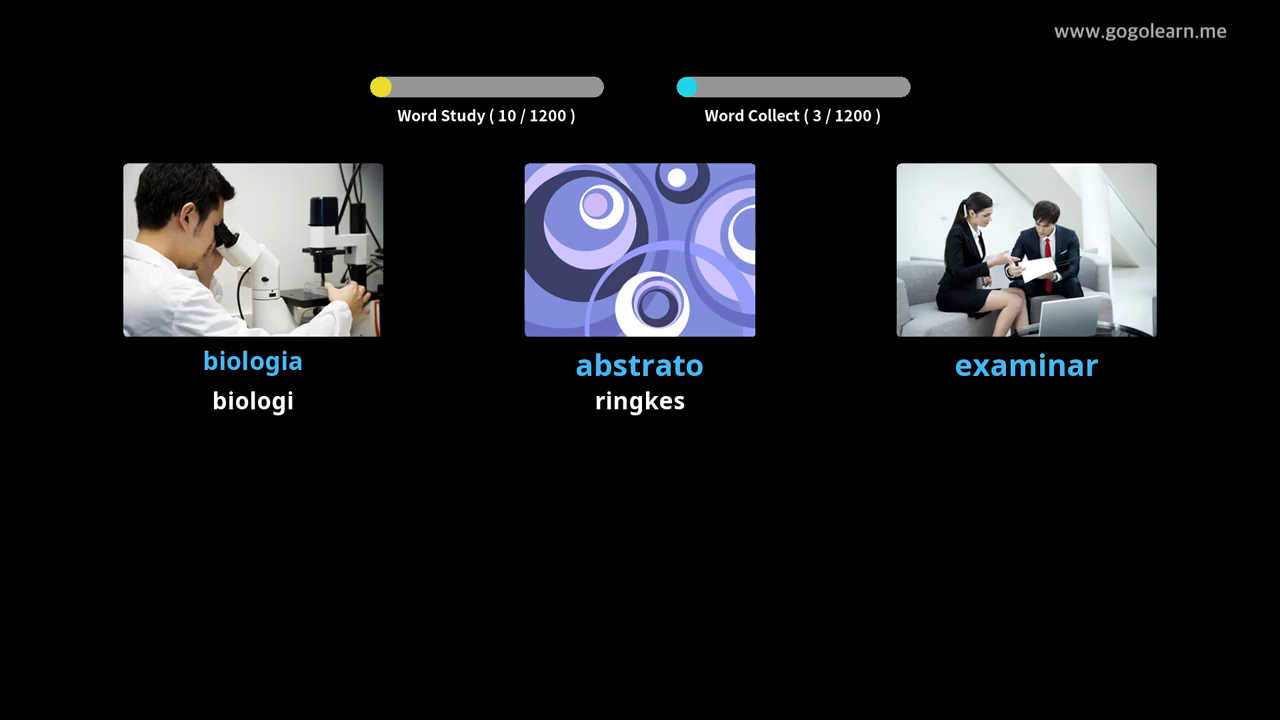 www.gogolearn.me
Word Study ( 10 / 1200 )
Word Collect ( 3 / 1200 )
biologia
abstrato
examinar
biologi
ringkes